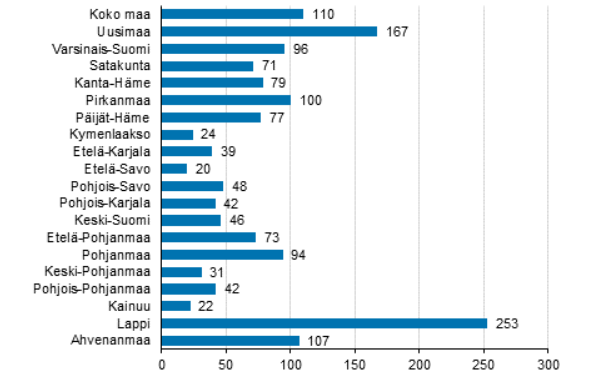 Koko maa 110
Uusimaa 167
Varsinais-Suomi 96
Satakunta 71
Kanta-Häme 79
Pirkanmaa 100
Päijät-Häme 77
Kymenlaakso 24
Etelä-Karjala 39
Etelä-Savo 20
Pohjois-Savo 48
Pohjois-Karjala 42
Keski-Suomi 46
Etelä-Pohjanmaa 73
Pohjanmaa 94
Keski-Pohjanmaa 31
Pohjois-Pohjanmaa 42
Kainuu 22
Lappi 253
Ahvenanmaa 107
0 50 100 150 200 250 300